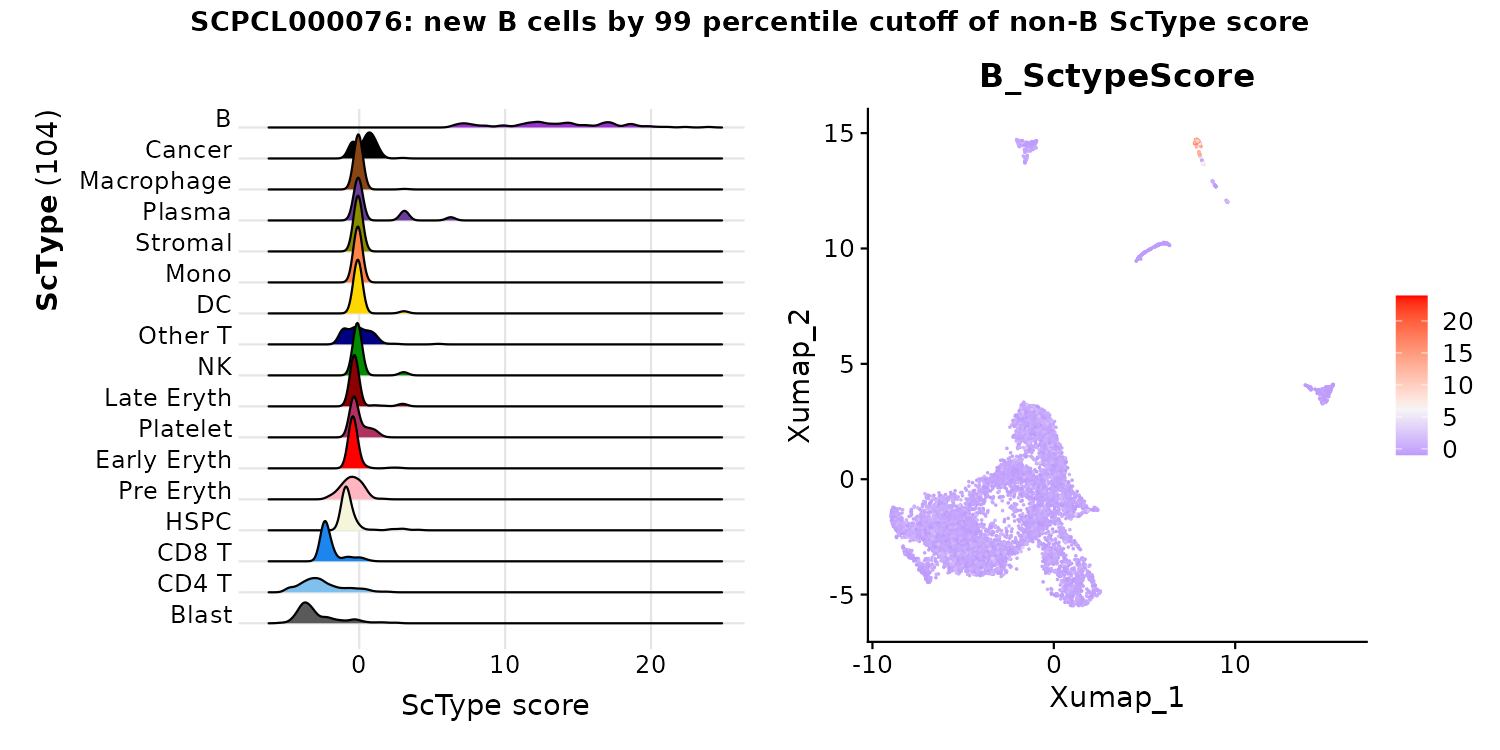 SCPCL000076: new B cells by 99 percentile cutoff of non-B ScType score
ScType (104)
B
Cancer
Macrophage
Plasma
Stromal
Mono
DC
Other T
NK
Late Eryth
Platelet
Early Eryth
Pre Eryth
HSPC
CD8 T
CD4 T
Blast
0 10 20
ScType score
B_SctypeScore
Xumap_2
15
10
5
0
-5
-10 0 10
Xumap_1
20
15
10
5
0